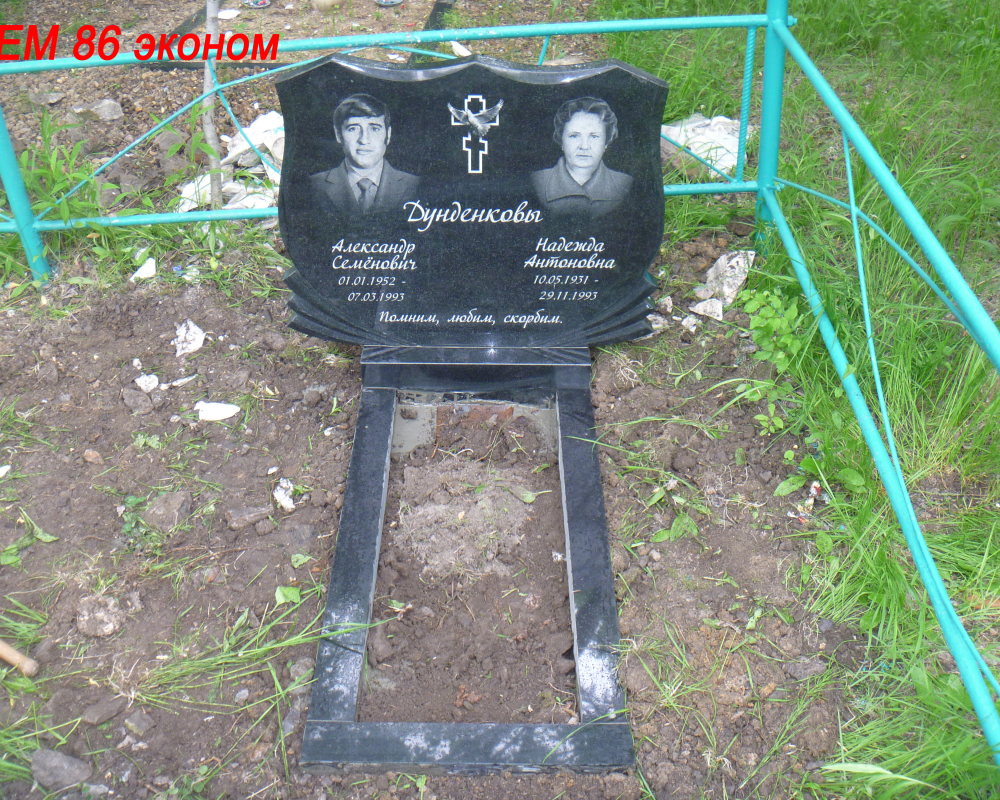 ЕМ 86 эконом
Дунденковы
Александр
Семёнович
01.01.1952 -
07.03.1993
Надежда
Антоновна
10.05.1931 -
29.11.1993
Помним, любим, скорбим.